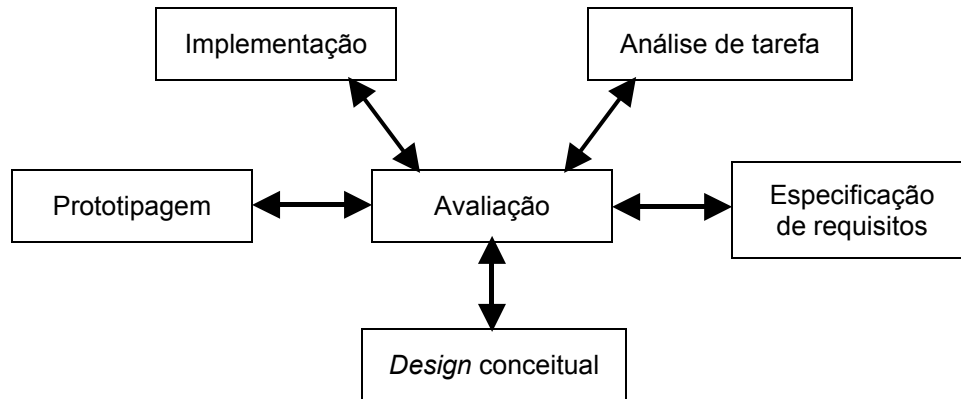 Implementação
Análise de tarefa
Prototipagem
Avaliação
Especificação
de requisitos
Design conceitual